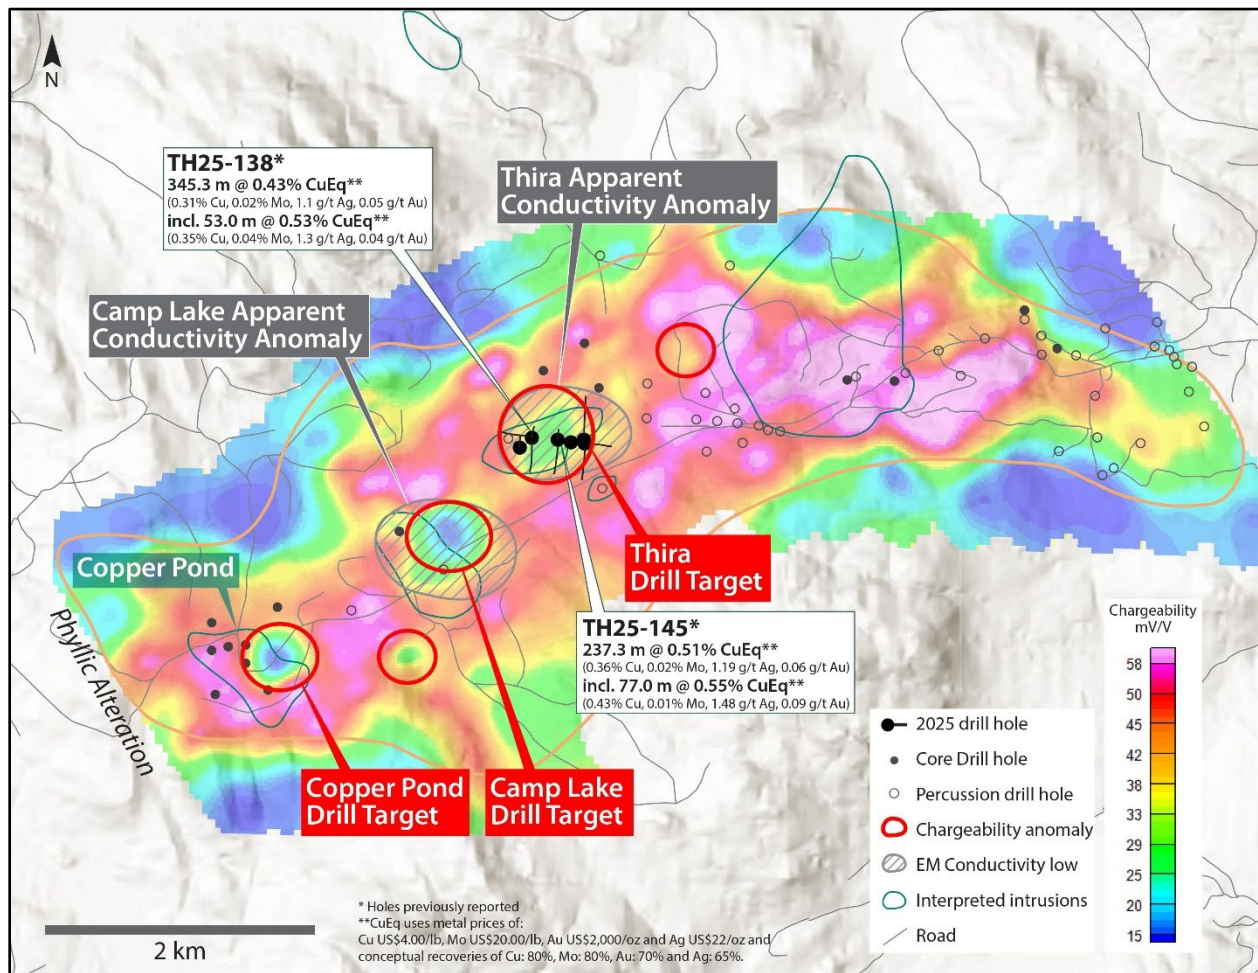 N
TH25-138*
345.3 m @ 0.43% CuEq**
(0.31% Cu, 0.02% Mo, 1.1 g/t Ag, 0.05 g/t Au)
incl. 53.0 m @ 0.53% CuEq**
(0.35% Cu, 0.04% Mo, 1.3 g/t Ag, 0.04 g/t Au)
Thira Apparent
Conductivity Anomaly
Camp Lake Apparent
Conductivity Anomaly
Copper Pond
Phyllic Alteration
Thira
Drill Target
TH25-145*
237.3 m @ 0.51% CuEq**
(0.36% Cu, 0.02% Mo, 1.19 g/t Ag, 0.06 g/t Au)
incl. 77.0 m @ 0.55% CuEq**
(0.43% Cu, 0.01% Mo, 1.48 g/t Ag, 0.09 g/t Au)
Copper Pond
Drill Target
Camp Lake
Drill Target
2025 drill hole
Core Drill hole
Percussion drill hole
Chargeability anomaly
EM Conductivity low
Interpreted intrusions
Road
Chargeability
mV/V
58
50
45
42
38
33
29
25
20
15
2 km
* Holes previously reported
**CuEq uses metal prices of:
Cu US$4.00/lb, Mo US$20.00/lb, Au US$2,000/oz and Ag US$22/oz and
conceptual recoveries of Cu: 80%, Mo: 80%, Au: 70% and Ag: 65%.